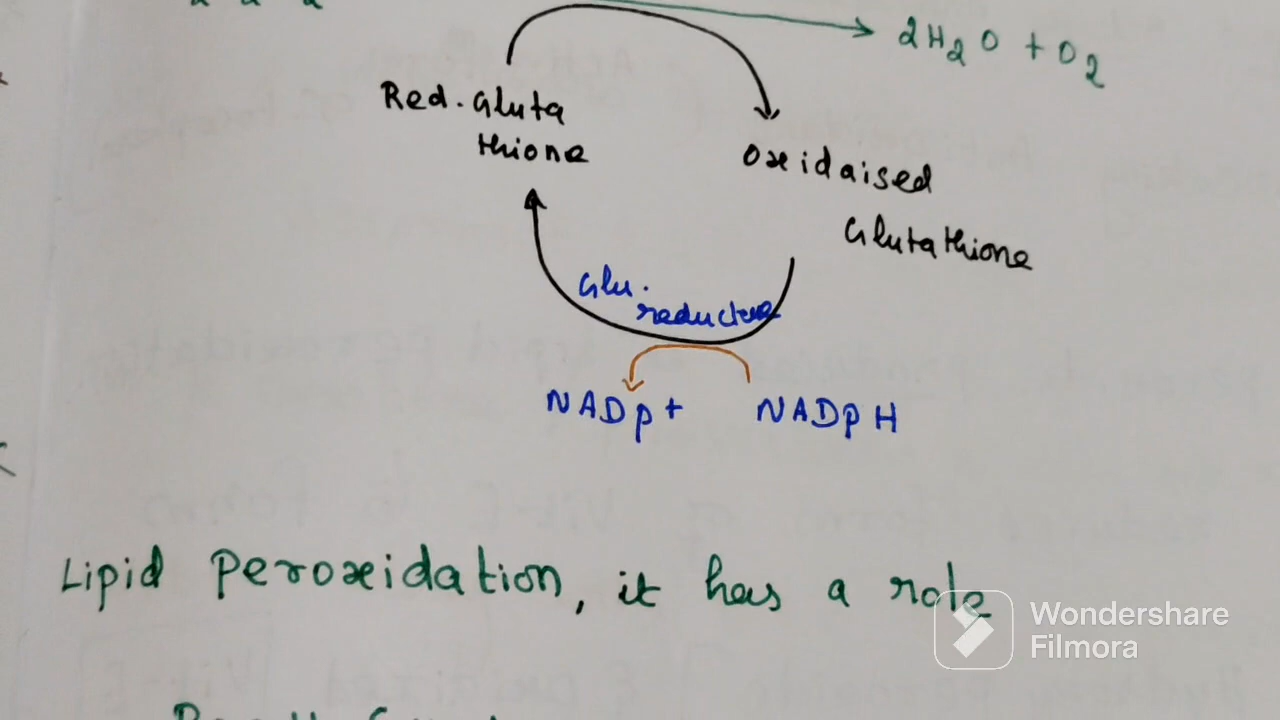 2H2O + O2
Red. Gluta
thione
Oxidaised
Glutathione
Glu.
reductase
NADp+ NADpH
Lipid peroxidation, it has a role
Wondershare
Filmora